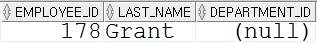 EMPLOYEE_ID LAST_NAME DEPARTMENT_ID
178 Grant (null)